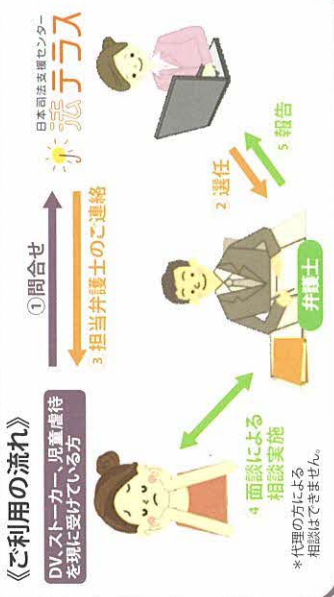 《ご利用の流れ》
DV、ストーカー、児童虐待
を現に受けている方
①問合せ
3 担当弁護士のご連絡
日本司法支援センター
法テラス
2 選任
5 報告
弁護士
4 面談による
相談実施
*代理の方による
相談はできません。